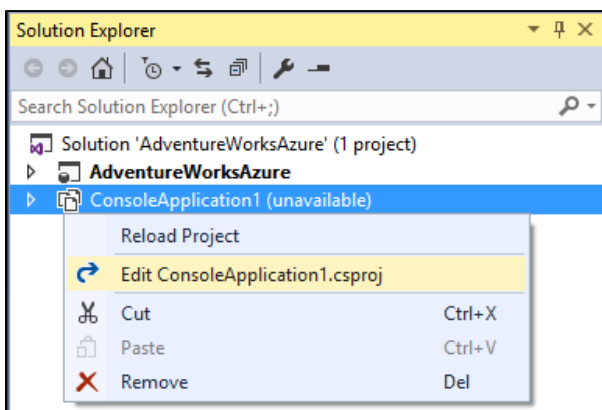 Solution Explorer
Search Solution Explorer (Ctrl+;)
Solution 'AdventureWorksAzure' (1 project)
AdventureWorksAzure
ConsoleApplication1 (unavailable)
Reload Project
Edit ConsoleApplication1.csproj
Cut Ctrl+X
Paste Ctrl+V
Remove Del